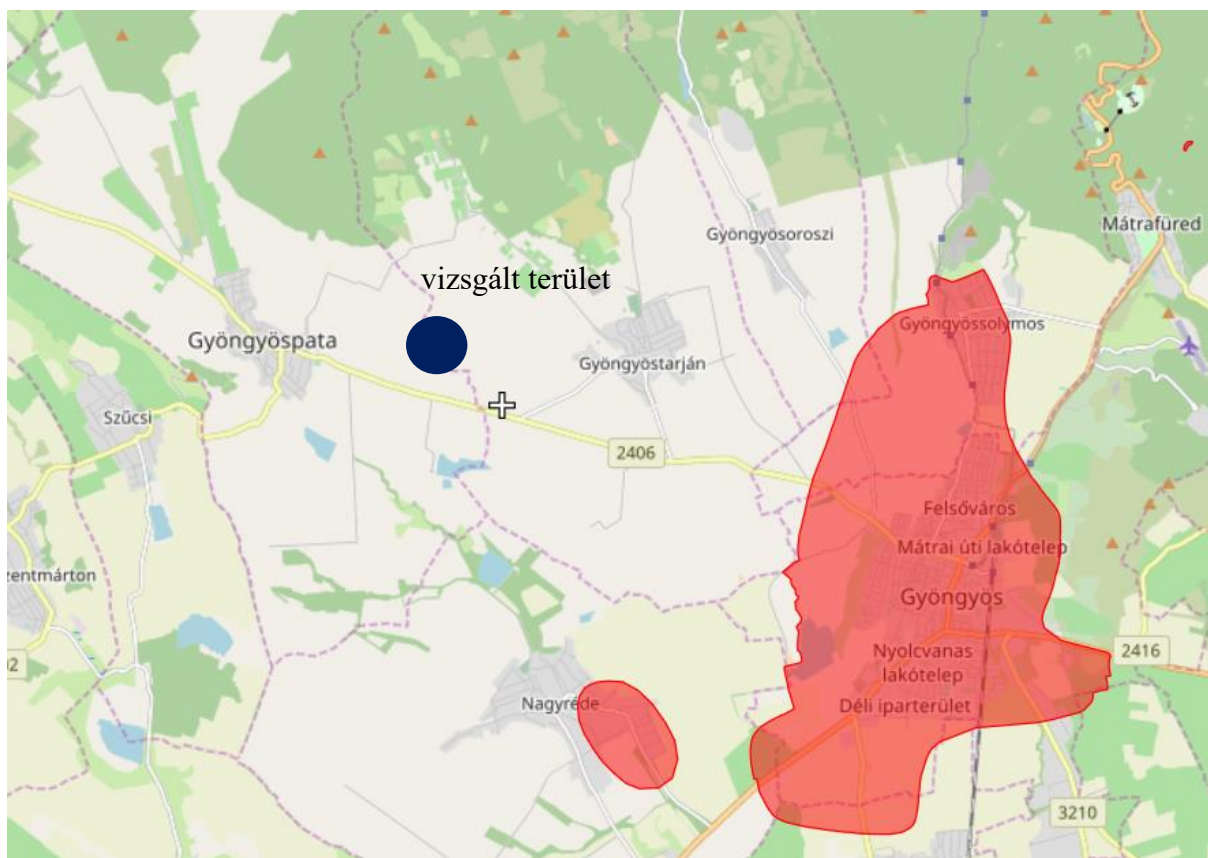 Mátrafüred
Gyöngyösoroszi
vizsgált terület
Gyöngyössolymos
Gyöngyöspata
Gyöngyöstarján
Szűcsi
2406
Felsőváros
Mátrai úti lakótelep
zentmárton
Gyöngyös
2416
Nyolcvanas
lakótelep
02
Nagyréde
Déli iparterület
3210